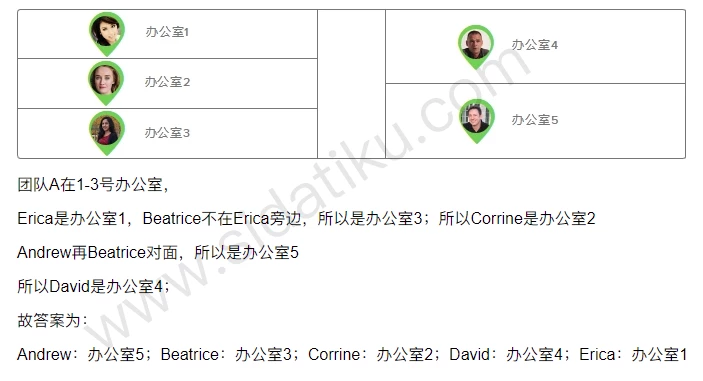 办公室1
办公室2
办公室3
办公室4
办公室5
团队A在1-3号办公室，
Erica是办公室1，Beatrice不在Erica旁边，所以是办公室3；所以Corrine是办公室2
Andrew再Beatrice对面，所以是办公室5
所以David是办公室4；
故答案为：
Andrew：办公室5；Beatrice：办公室3；Corrine：办公室2；David：办公室4；Erica：办公室1
www.sidatiku.com